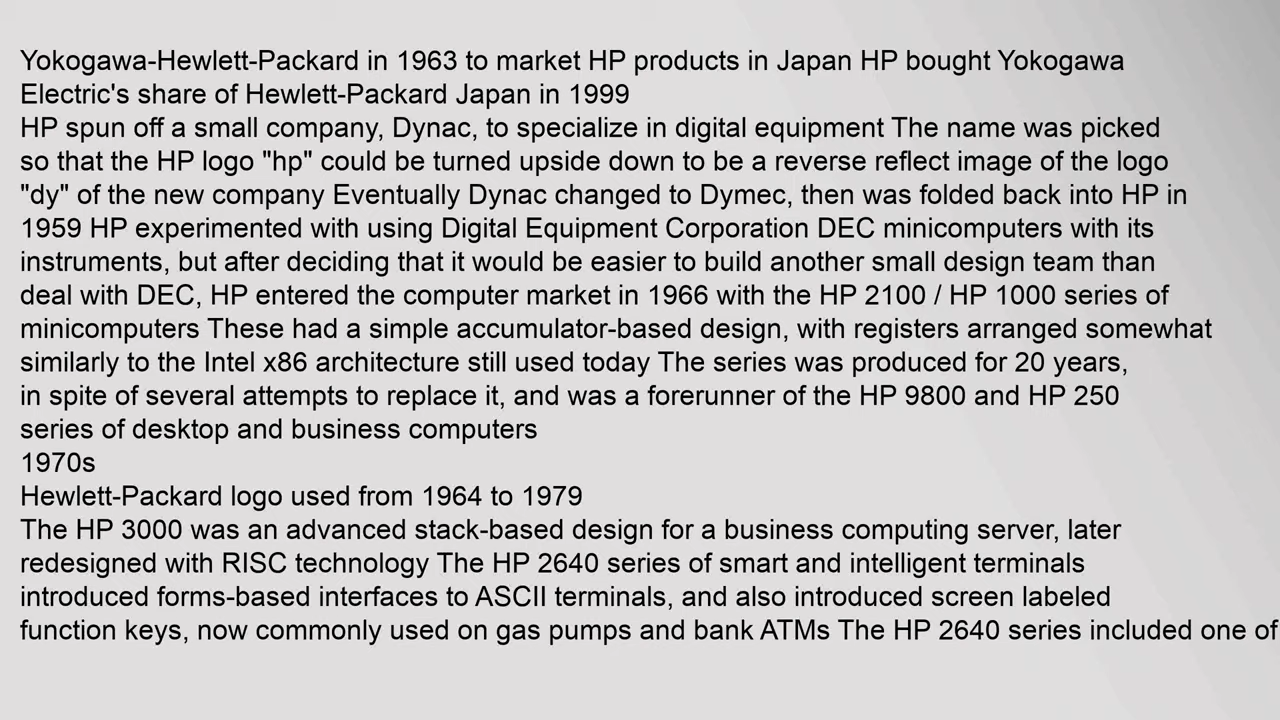 Yokogawa-Hewlett-Packard in 1963 to market HP products in Japan HP bought Yokogawa
Electric's share of Hewlett-Packard Japan in 1999
HP spun off a small company, Dynac, to specialize in digital equipment The name was picked
so that the HP logo "hp" could be turned upside down to be a reverse reflect image of the logo
"dy" of the new company Eventually Dynac changed to Dymec, then was folded back into HP in
1959 HP experimented with using Digital Equipment Corporation DEC minicomputers with its
instruments, but after deciding that it would be easier to build another small design team than
deal with DEC, HP entered the computer market in 1966 with the HP 2100 / HP 1000 series of
minicomputers These had a simple accumulator-based design, with registers arranged somewhat
similarly to the Intel x86 architecture still used today The series was produced for 20 years,
in spite of several attempts to replace it, and was a forerunner of the HP 9800 and HP 250
series of desktop and business computers
1970s
Hewlett-Packard logo used from 1964 to 1979
The HP 3000 was an advanced stack-based design for a business computing server, later
redesigned with RISC technology The HP 2640 series of smart and intelligent terminals
introduced forms-based interfaces to ASCII terminals, and also introduced screen labeled
function keys, now commonly used on gas pumps and bank ATMs The HP 2640 series included one of